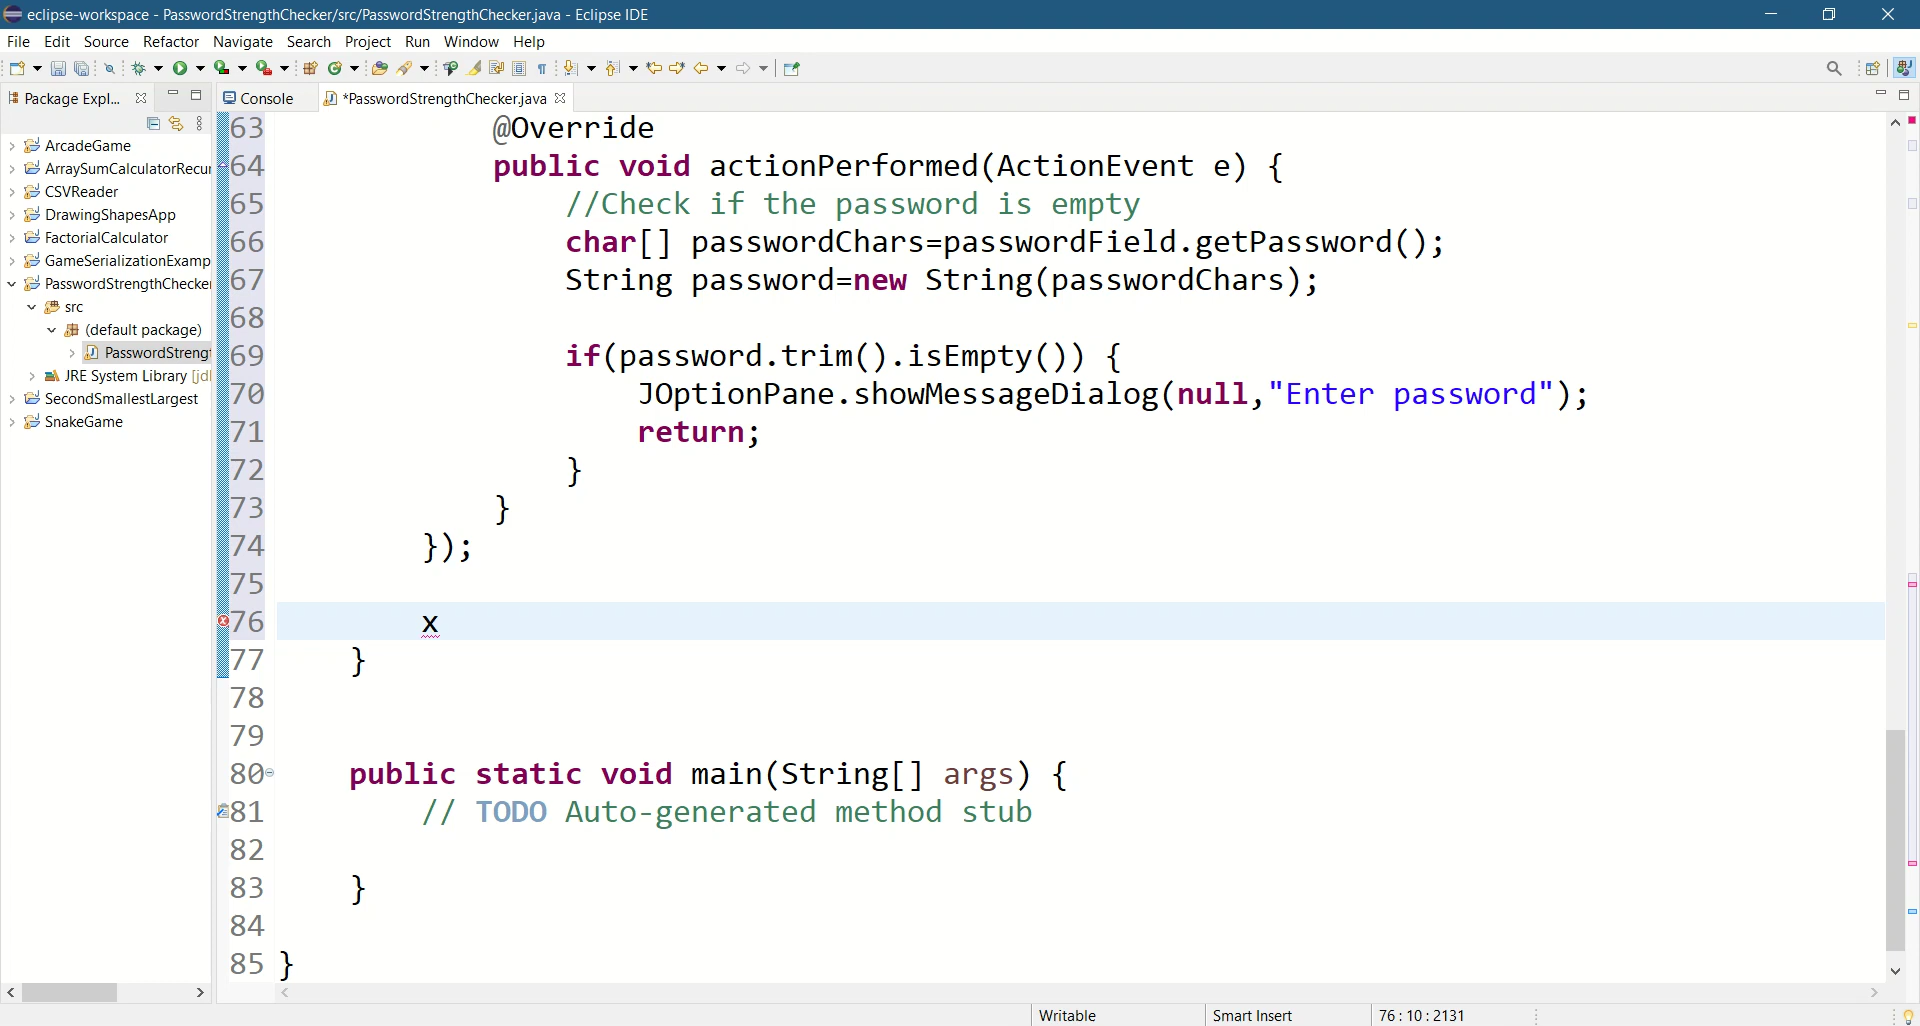 eclipse-workspace - PasswordStrengthChecker/src/PasswordStrengthChecker.java - Eclipse IDE
File Edit Source Refactor Navigate Search Project Run Window Help
Package Expl...
Console
*PasswordStrengthChecker.java
ArcadeGame
ArraySumCalculatorRecur
CSVReader
DrawingShapesApp
FactorialCalculator
GameSerializationExamp
PasswordStrengthChecker
src
(default package)
PasswordStrengt
JRE System Library [jdl
SecondSmallestLargest
SnakeGame
63 @Override
64 public void actionPerformed(ActionEvent e) {
65 //Check if the password is empty
66 char[] passwordChars=passwordField.getPassword();
67 String password=new String(passwordChars);
68
69 if(password.trim().isEmpty()) {
70 JOptionPane.showMessageDialog(null,"Enter password");
71 return;
72 }
73 }
74 });
75
76 x
77 }
78
79
80 public static void main(String[] args) {
81 // TODO Auto-generated method stub
82
83 }
84
85 }
Writable
Smart Insert
76 : 10 : 2131